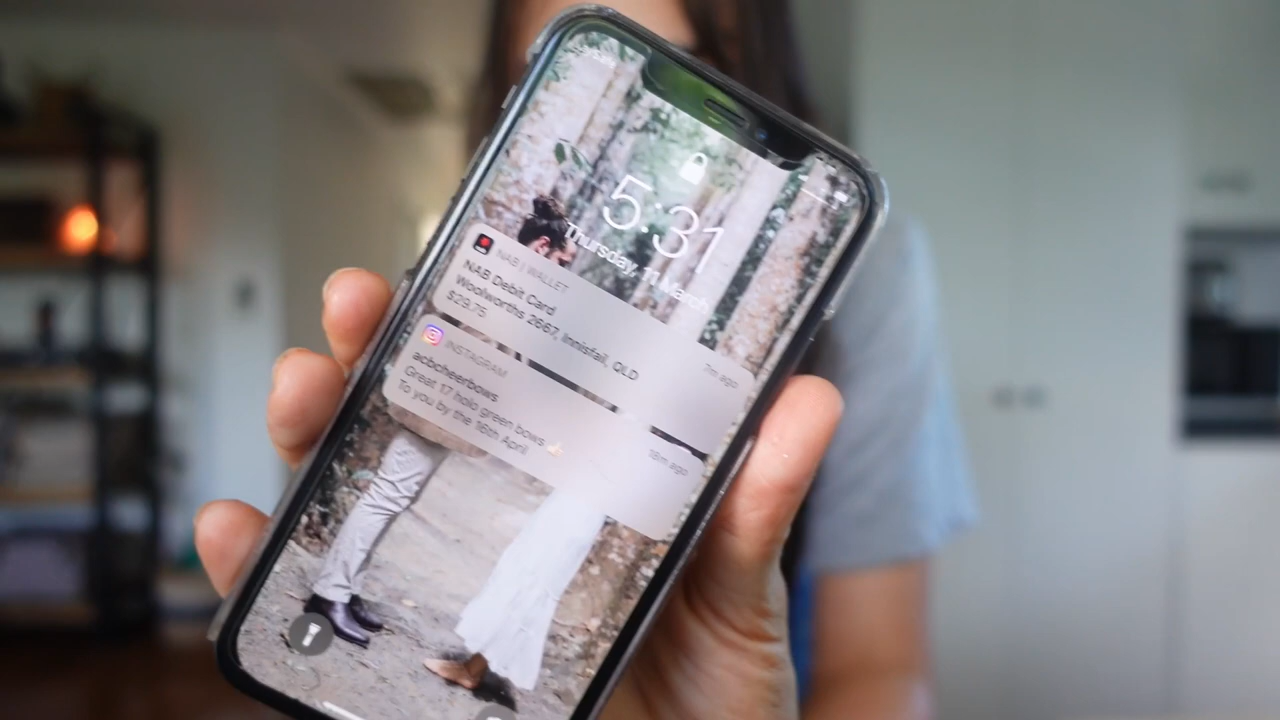 5:31
Thursday, 11 March
NAB | WALLET
7m ago
NAB Debit Card
Woolworths 2667, Innisfail, QLD
$29.75
INSTAGRAM
18m ago
acbcheerbows
Great 17 holo green bows 👍
To you by the 16th April